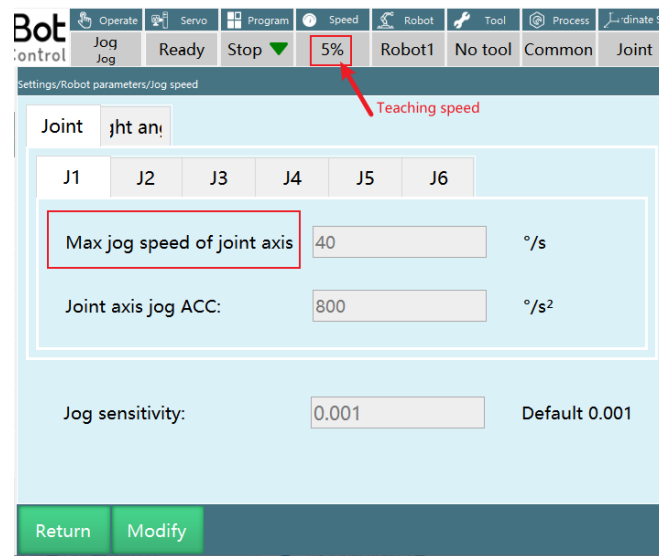 Bot
Control
Operate Servo Program Speed Robot Tool Process
Jog
Jog
Ready Stop 5% Robot1 No tool Common Joint
Settings/Robot parameters/Jog speed
Teaching speed
Joint ght ang
J1 J2 J3 J4 J5 J6
Max jog speed of joint axis 40 °/s
Joint axis jog ACC: 800 °/s²
Jog sensitivity: 0.001 Default 0.001
Return Modify